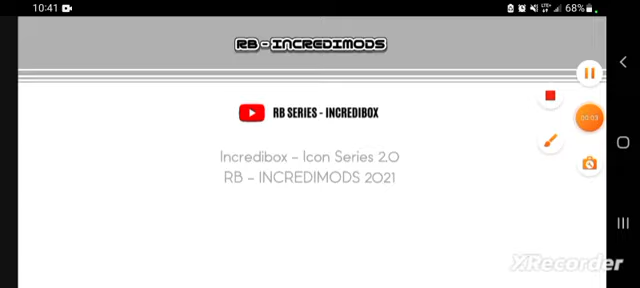 10:41
LTE+
68%
RB - INCREDIMODS
RB SERIES - INCREDIBOX
00:03
Incredibox - Icon Series 2.0
RB - INCREDIMODS 2021
XRecorder